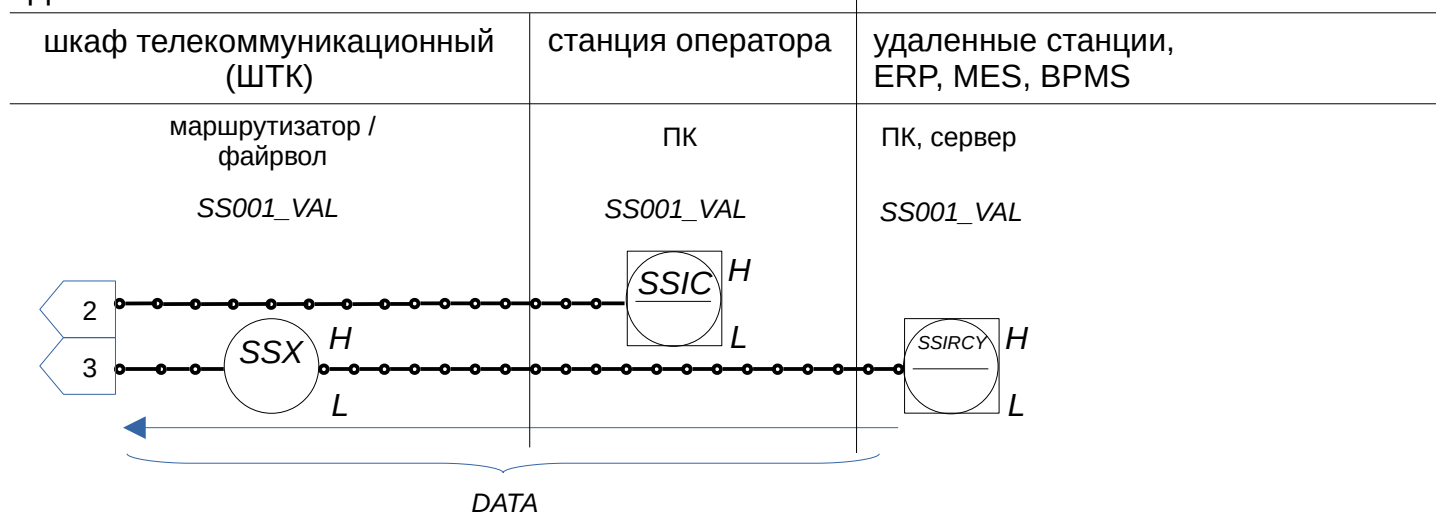 шкаф телекоммуникационный
(ШТК)
станция оператора
удаленные станции,
ERP, MES, BPMS
маршрутизатор /
файрвол
ПК
ПК, сервер
SS001_VAL
SS001_VAL
SS001_VAL
SSIC
H
L
2
3
SSX
H
L
SSIRCY
H
L
DATA